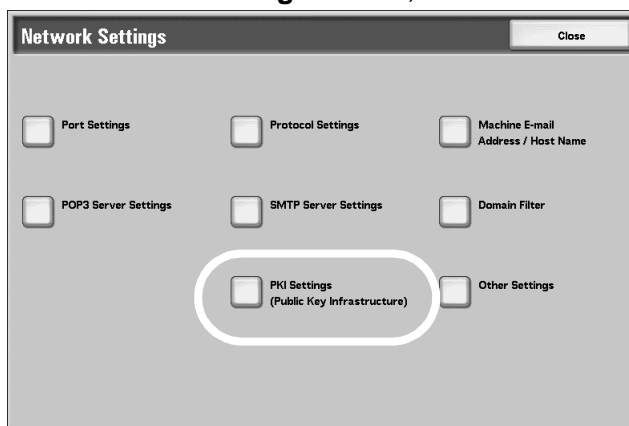 Network Settings
Close
Port Settings
Protocol Settings
Machine E-mail
Address / Host Name
POP3 Server Settings
SMTP Server Settings
Domain Filter
PKI Settings
(Public Key Infrastructure)
Other Settings